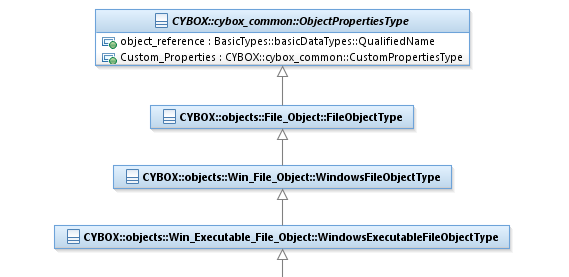 CYBOX::cybox_common::ObjectPropertiesType
object_reference : BasicTypes::basicDataTypes::QualifiedName
Custom_Properties : CYBOX::cybox_common::CustomPropertiesType
CYBOX::objects::File_Object::FileObjectType
CYBOX::objects::Win_File_Object::WindowsFileObjectType
CYBOX::objects::Win_Executable_File_Object::WindowsExecutableFileObjectType